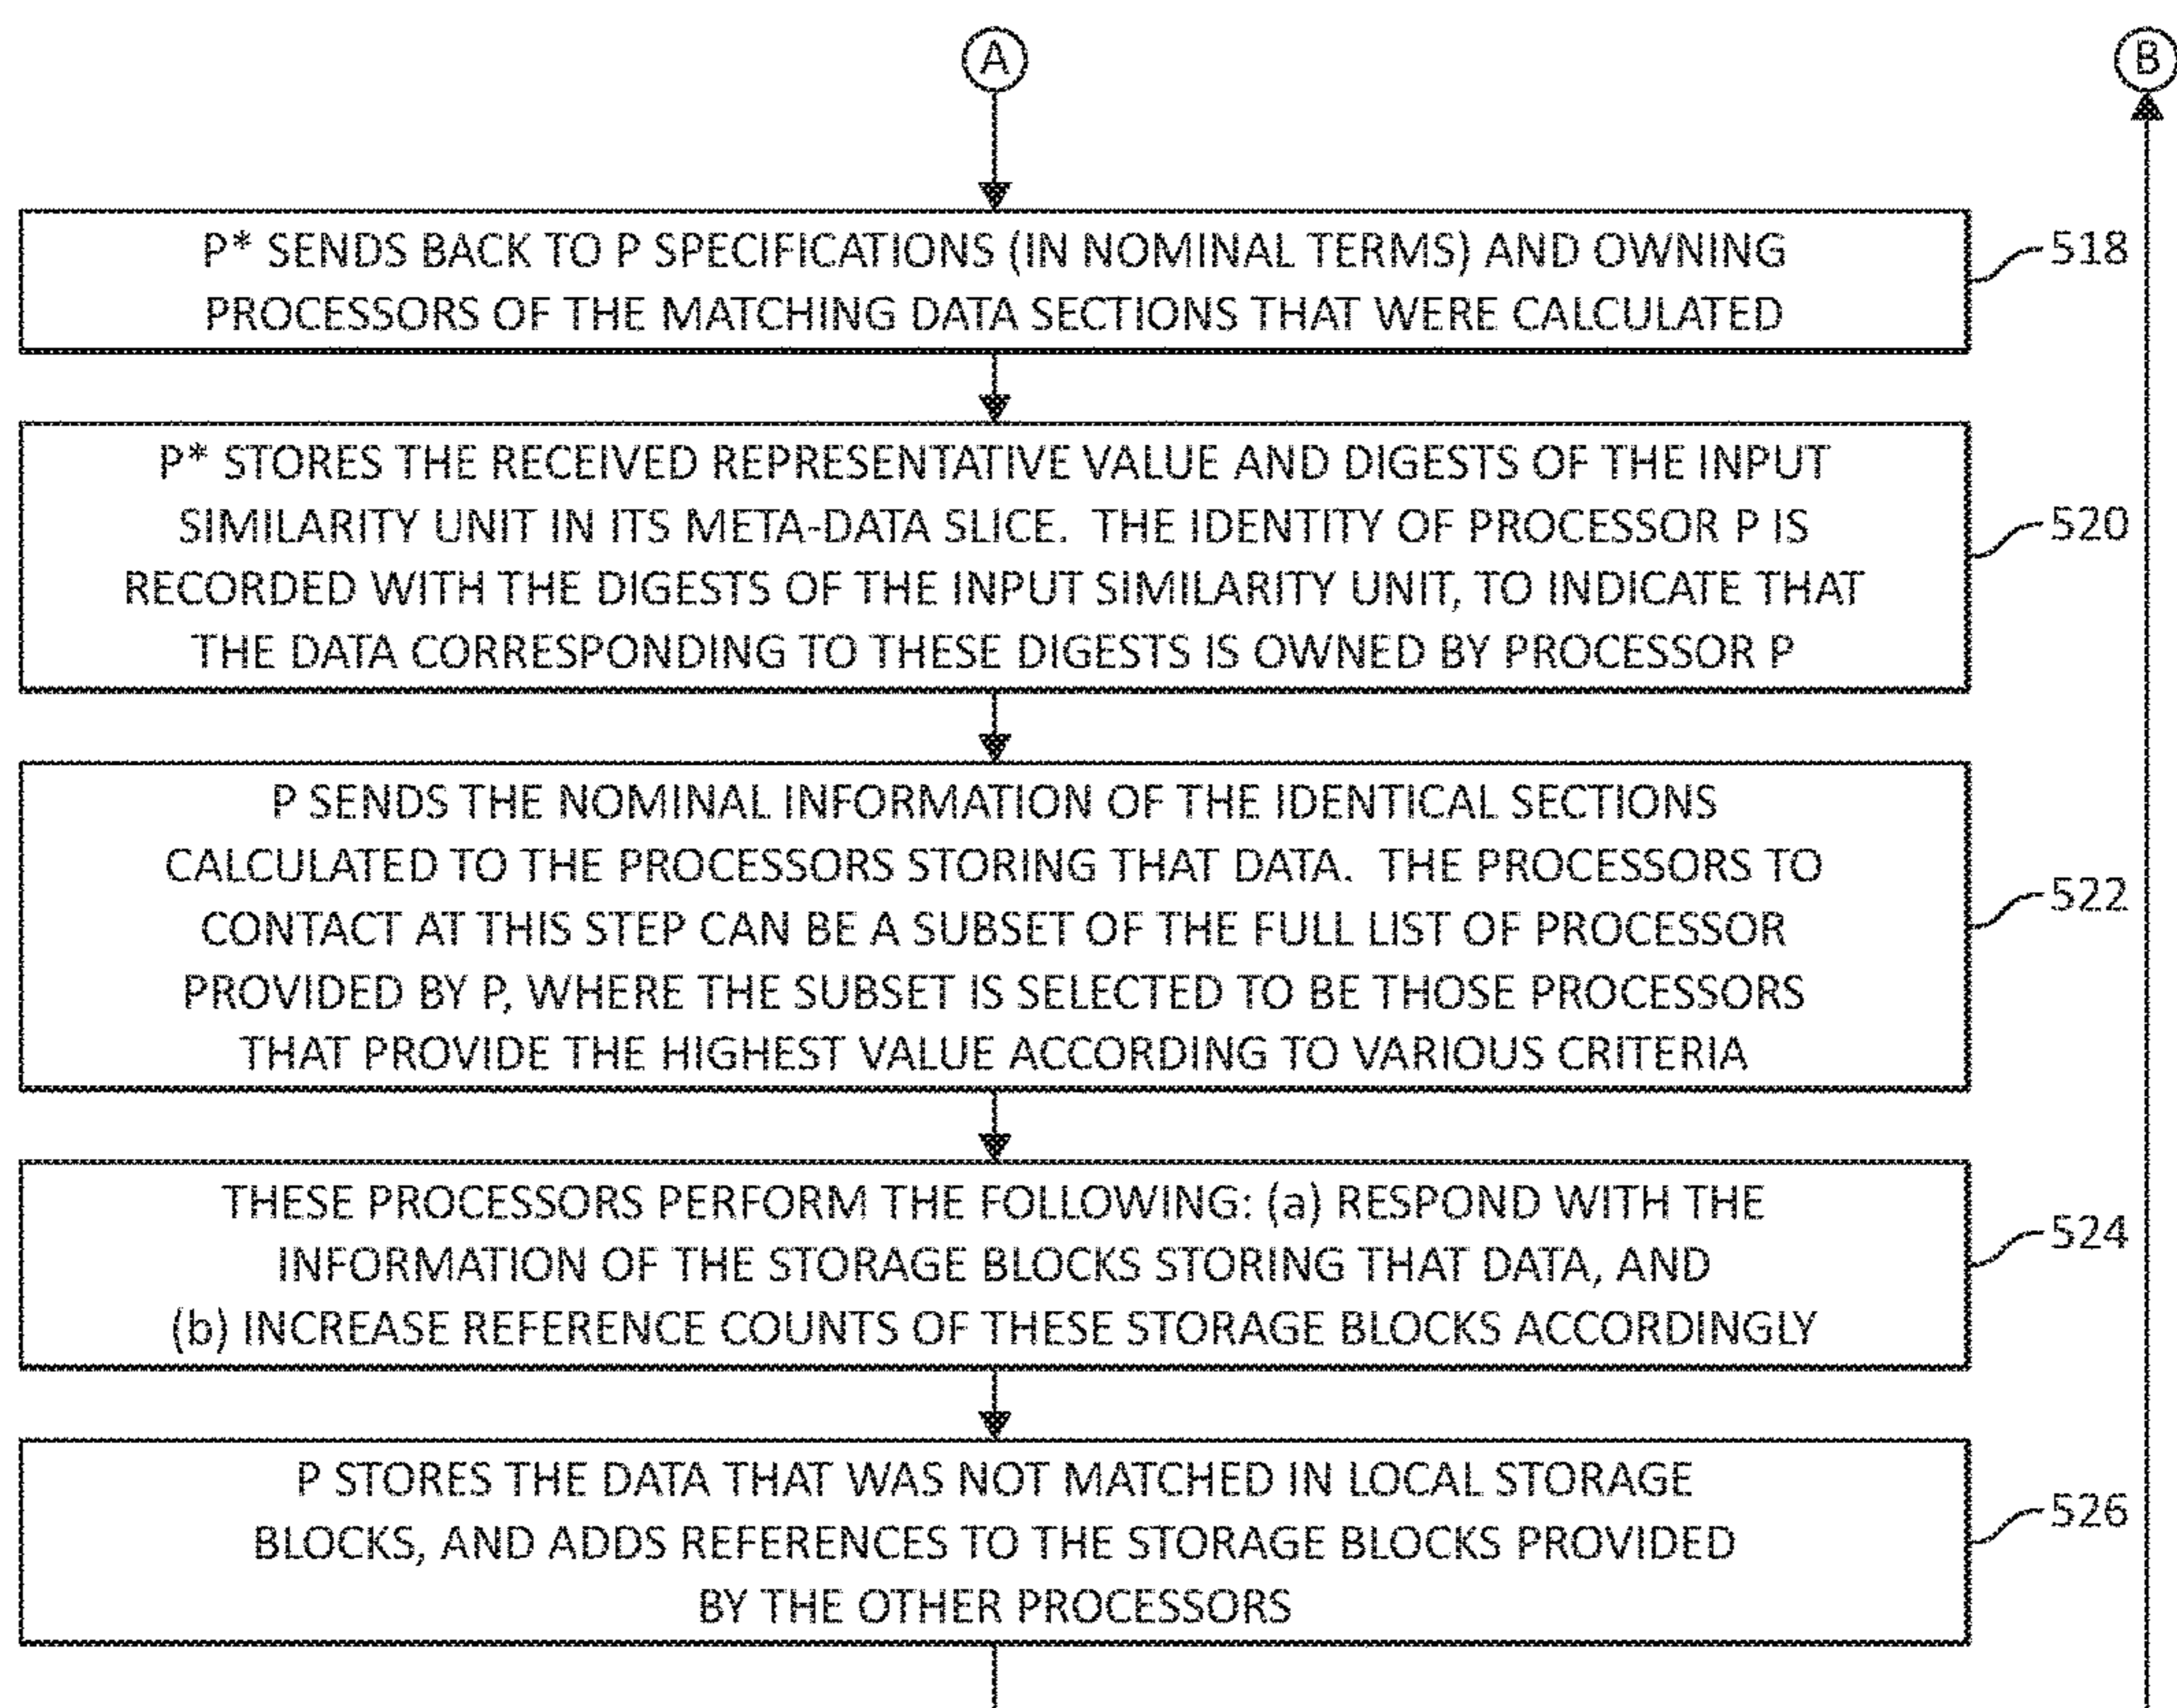 A
B
P* SENDS BACK TO P SPECIFICATIONS (IN NOMINAL TERMS) AND OWNING
PROCESSORS OF THE MATCHING DATA SECTIONS THAT WERE CALCULATED
518
P* STORES THE RECEIVED REPRESENTATIVE VALUE AND DIGESTS OF THE INPUT
SIMILARITY UNIT IN ITS META-DATA SLICE. THE IDENTITY OF PROCESSOR P IS
RECORDED WITH THE DIGESTS OF THE INPUT SIMILARITY UNIT, TO INDICATE THAT
THE DATA CORRESPONDING TO THESE DIGESTS IS OWNED BY PROCESSOR P
520
P SENDS THE NOMINAL INFORMATION OF THE IDENTICAL SECTIONS
CALCULATED TO THE PROCESSORS STORING THAT DATA. THE PROCESSORS TO
CONTACT AT THIS STEP CAN BE A SUBSET OF THE FULL LIST OF PROCESSOR
PROVIDED BY P, WHERE THE SUBSET IS SELECTED TO BE THOSE PROCESSORS
THAT PROVIDE THE HIGHEST VALUE ACCORDING TO VARIOUS CRITERIA
522
THESE PROCESSORS PERFORM THE FOLLOWING: (a) RESPOND WITH THE
INFORMATION OF THE STORAGE BLOCKS STORING THAT DATA, AND
(b) INCREASE REFERENCE COUNTS OF THESE STORAGE BLOCKS ACCORDINGLY
524
P STORES THE DATA THAT WAS NOT MATCHED IN LOCAL STORAGE
BLOCKS, AND ADDS REFERENCES TO THE STORAGE BLOCKS PROVIDED
BY THE OTHER PROCESSORS
526